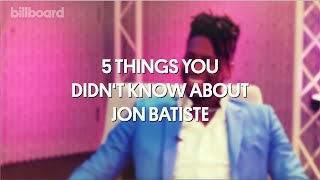 billboard
5 THINGS YOU
DIDN'T KNOW ABOUT
JON BATISTE